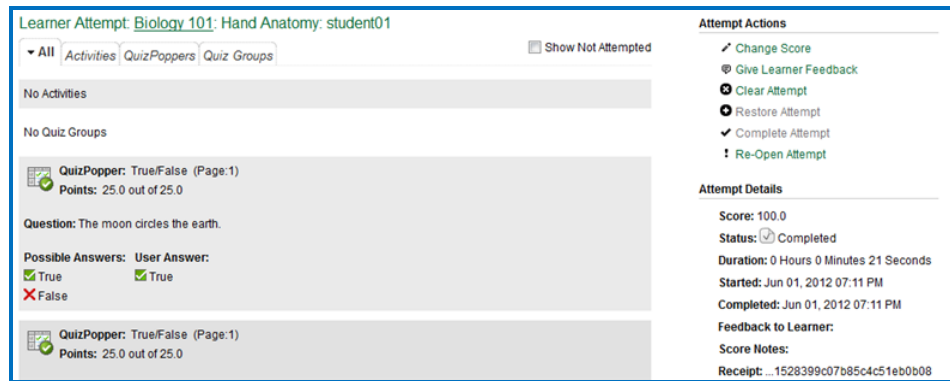 Learner Attempt: Biology 101: Hand Anatomy: student01
All Activities QuizPoppers Quiz Groups
Show Not Attempted
No Activities
No Quiz Groups
QuizPopper: True/False (Page:1)
Points: 25.0 out of 25.0
Question: The moon circles the earth.
Possible Answers: User Answer:
True True
False
QuizPopper: True/False (Page:1)
Points: 25.0 out of 25.0
Attempt Actions
Change Score
Give Learner Feedback
Clear Attempt
Restore Attempt
Complete Attempt
Re-Open Attempt
Attempt Details
Score: 100.0
Status: Completed
Duration: 0 Hours 0 Minutes 21 Seconds
Started: Jun 01, 2012 07:11 PM
Completed: Jun 01, 2012 07:11 PM
Feedback to Learner:
Score Notes:
Receipt: ...1528399c07b85c4c51eb0b08